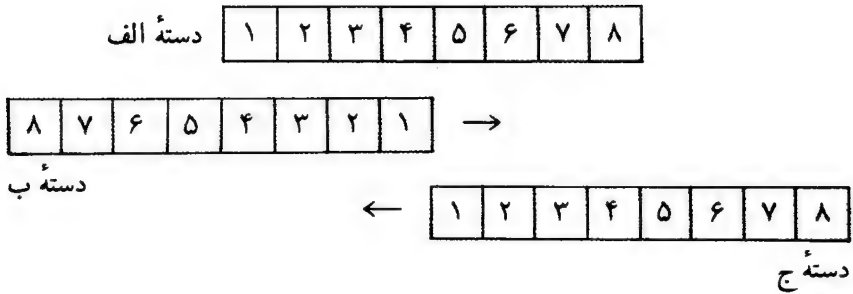 دستهٔ الف ۱ ۲ ۳ ۴ ۵ ۶ ۷ ۸
۸ ۷ ۶ ۵ ۴ ۳ ۲ ۱ →
دستهٔ ب
← ۱ ۲ ۳ ۴ ۵ ۶ ۷ ۸
دستهٔ ج